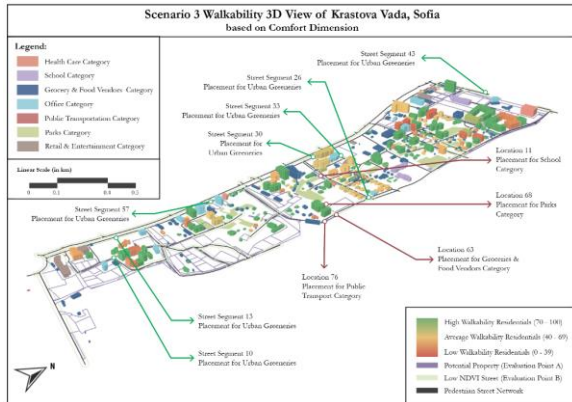 Scenario 3 Walkability 3D View of Krastova Vada, Sofia
based on Comfort Dimension
Legend:
Health Care Category
School Category
Grocery & Food Vendors Category
Office Category
Public Transportation Category
Parks Category
Retail & Entertainment Category
Linear Scale (in km)
Street Segment 43
Placement for Urban Greeneries
Street Segment 26
Placement for Urban Greeneries
Street Segment 33
Placement for Urban Greeneries
Street Segment 30
Placement for
Urban Greeneries
Street Segment 57
Placement for Urban Greeneries
Location 11
Placement for School
Category
Location 68
Placement for Parks
Category
Location 63
Placement for Groceries &
Food Vendors Category
Location 76
Placement for Public
Transport Category
Street Segment 13
Placement for Urban Greeneries
Street Segment 10
Placement for Urban Greeneries
N
High Walkability Residentials (70 - 100)
Average Walkability Residentials (40 - 69)
Low Walkability Residentials (0 - 39)
Potential Property (Evaluation Point A)
Low NDVI Street (Evaluation Point B)
Pedestrian Street Network